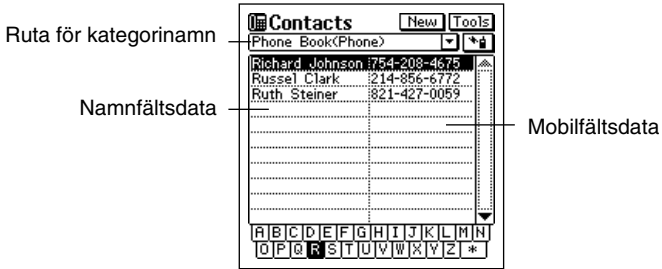 Contacts New Tools
Ruta för kategorinamn
Phone Book(Phone)
Richard Johnson 754-208-4675
Russel Clark 214-856-6772
Ruth Steiner 821-427-0059
Namnfältsdata
Mobilfältsdata
A B C D E F G H I J K L M N
O P Q R S T U V W X Y Z *